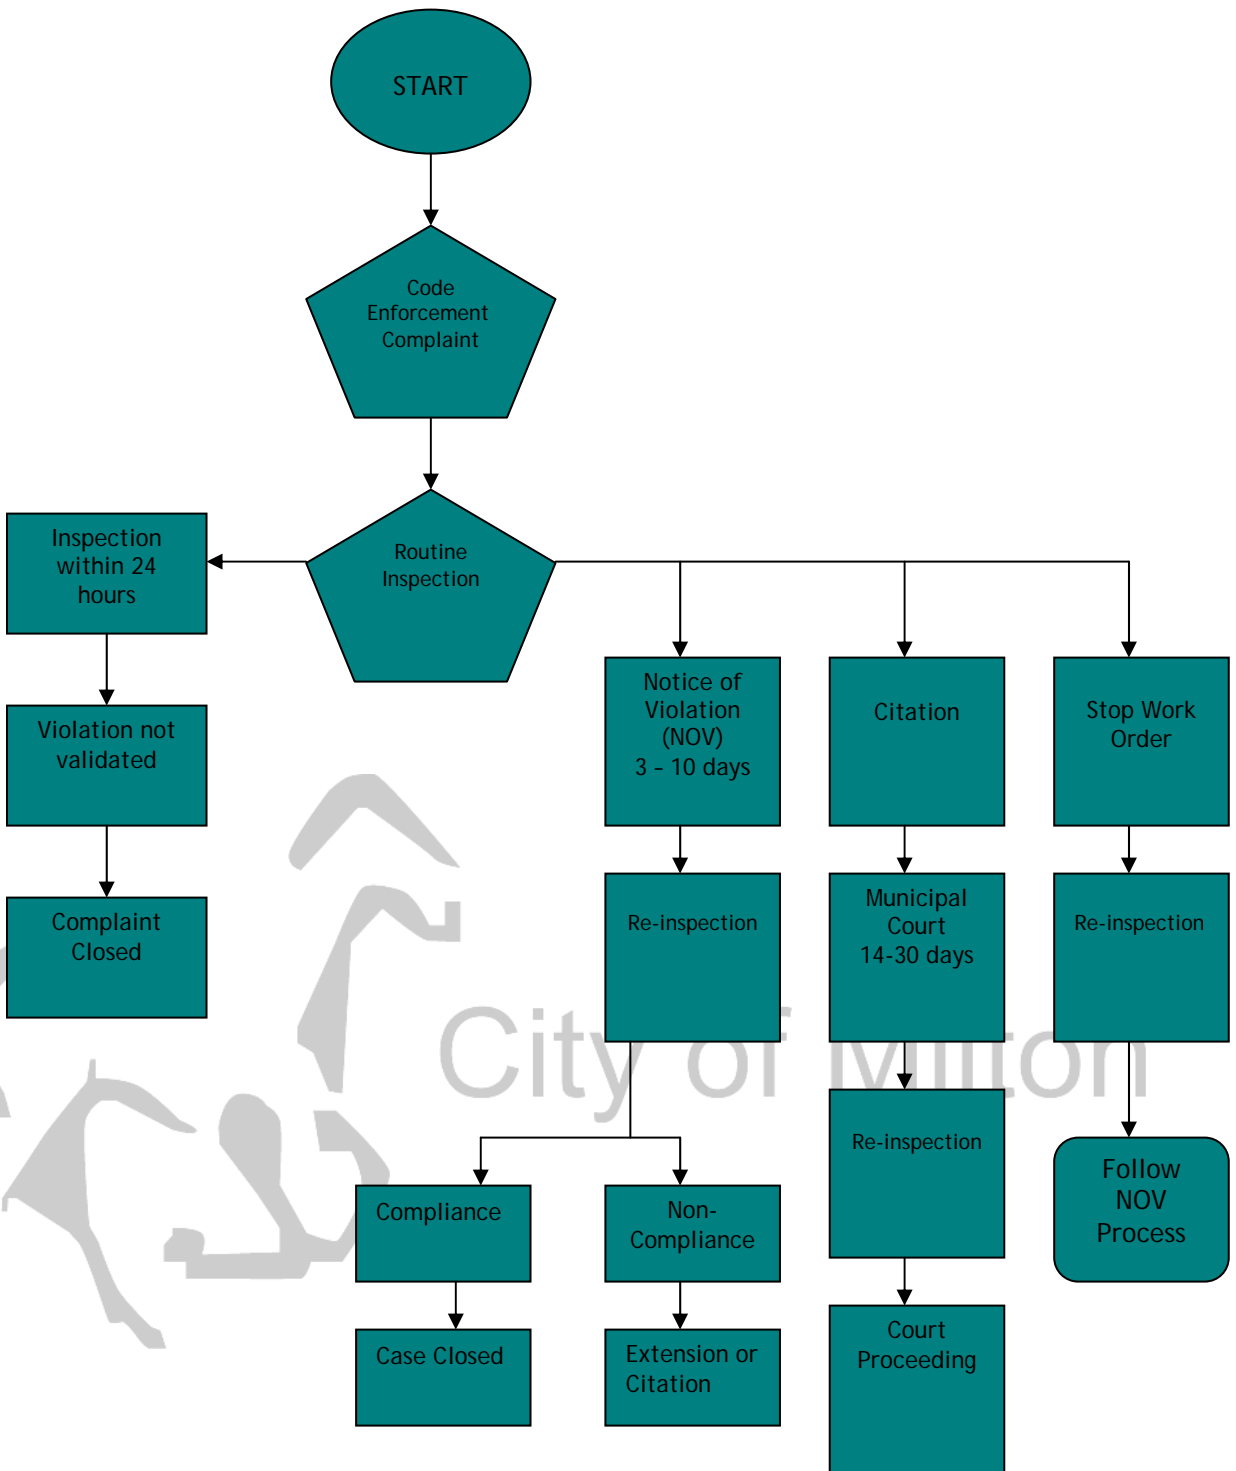 START
Code
Enforcement
Complaint
Routine
Inspection
Inspection
within 24
hours
Violation not
validated
Complaint
Closed
Notice of
Violation
(NOV)
3 – 10 days
Citation
Stop Work
Order
Re-inspection
Municipal
Court
14-30 days
Re-inspection
City of Milton
Re-inspection
Follow
NOV
Process
Compliance
Non-
Compliance
Case Closed
Extension or
Citation
Court
Proceeding